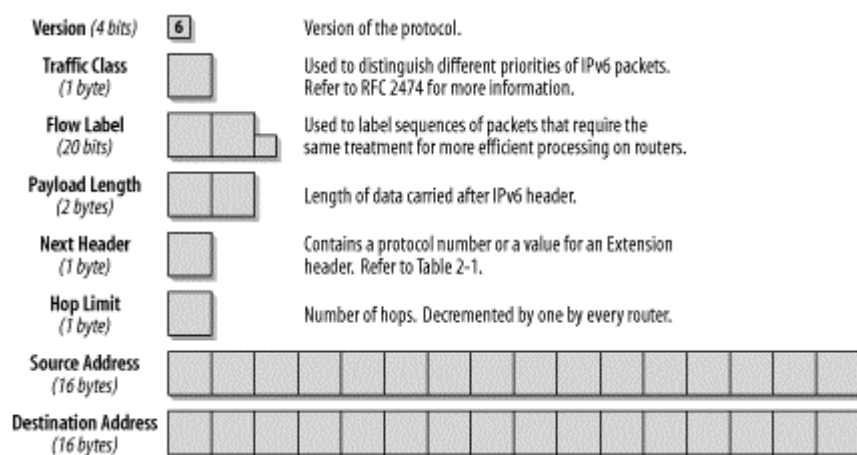 Version (4 bits) 6 Version of the protocol.
Traffic Class Used to distinguish different priorities of IPv6 packets.
(1 byte) Refer to RFC 2474 for more information.
Flow Label Used to label sequences of packets that require the
(20 bits) same treatment for more efficient processing on routers.
Payload Length
(2 bytes) Length of data carried after IPv6 header.
Next Header Contains a protocol number or a value for an Extension
(1 byte) header. Refer to Table 2-1.
Hop Limit
(1 byte) Number of hops. Decremented by one by every router.
Source Address
(16 bytes)
Destination Address
(16 bytes)